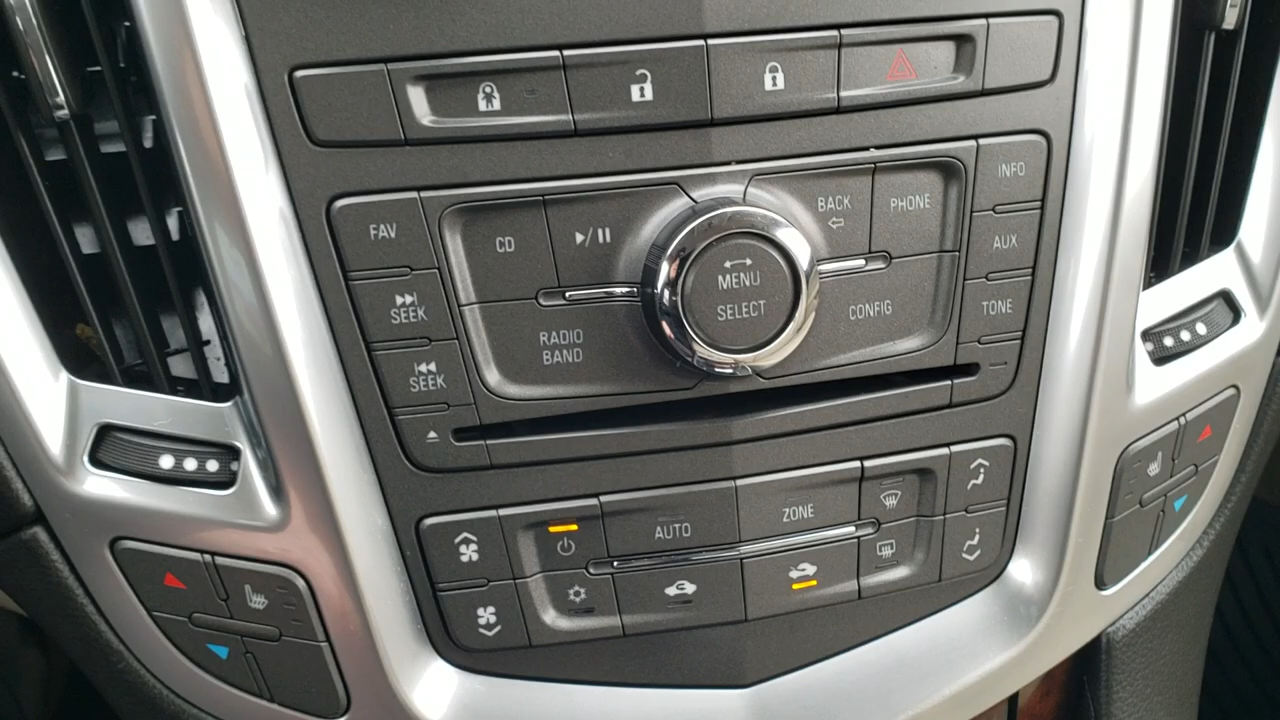 FAV
CD
BACK
PHONE
INFO
AUX
SEEK
MENU
SELECT
CONFIG
TONE
RADIO
BAND
SEEK
AUTO
ZONE